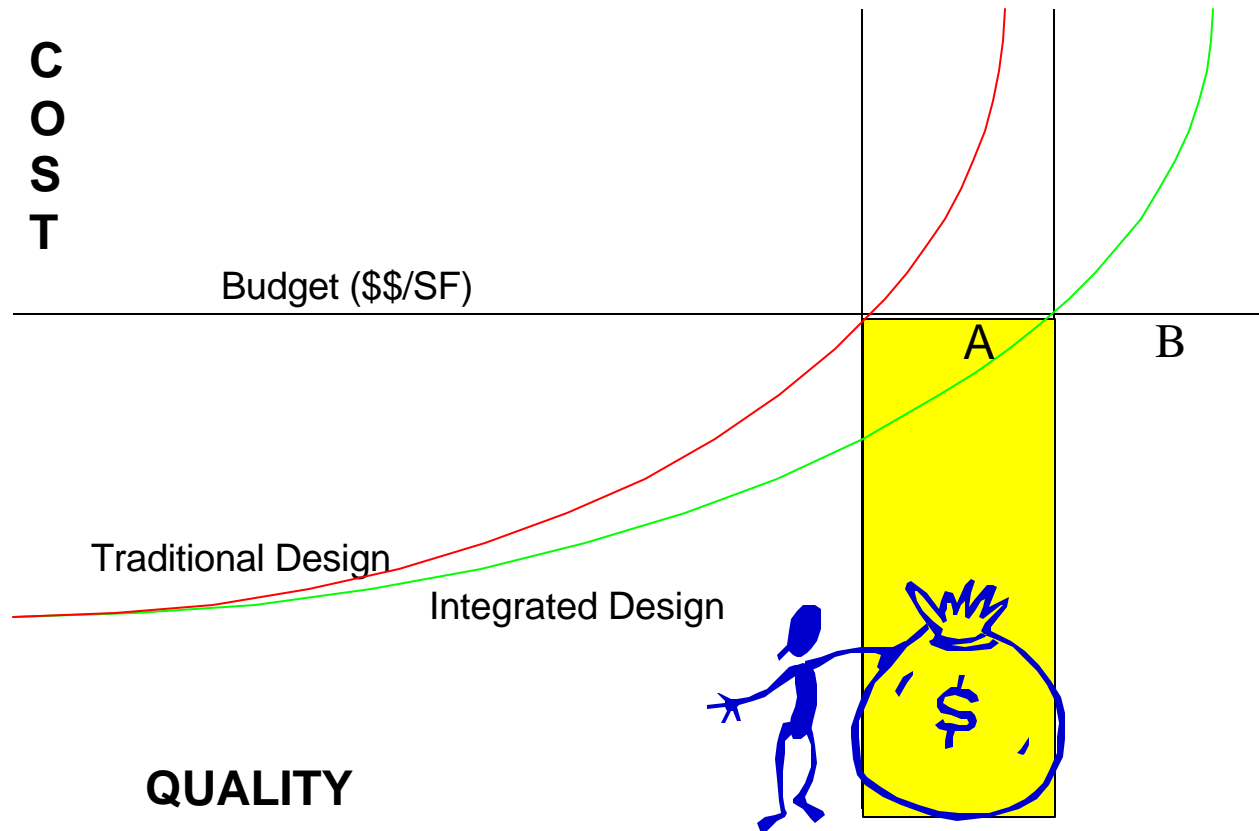 C
O
S
T
Budget ($$/SF)
A
B
Traditional Design
Integrated Design
$
QUALITY